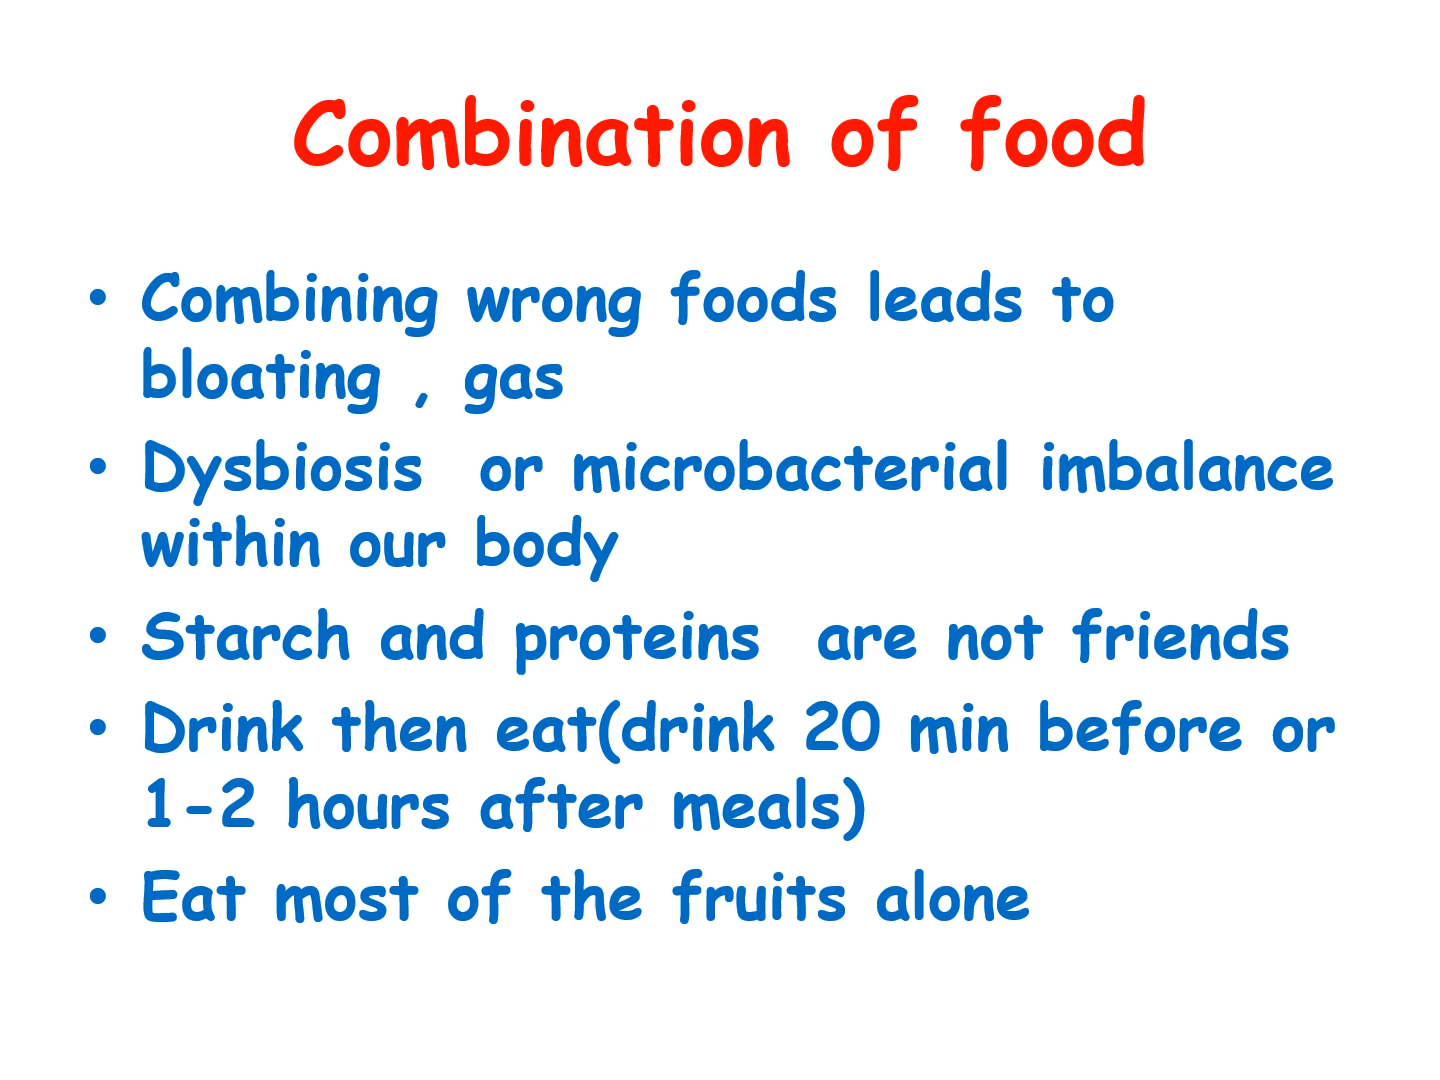 Combination of food
• Combining wrong foods leads to
bloating , gas
• Dysbiosis  or microbacterial imbalance
within our body
• Starch and proteins  are not friends
• Drink then eat(drink 20 min before or
1-2 hours after meals)
• Eat most of the fruits alone